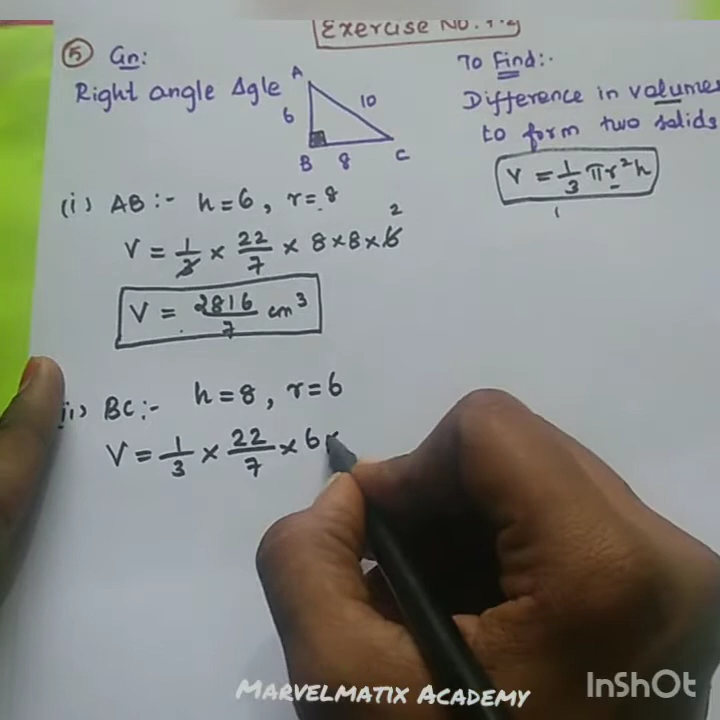 Exercise No. 7.2
⑤ Gn:
Right angle Δgle
A
6
10
B
8
C
To Find:-
Difference in volumes
to form two solids
V = 1/3 πr²h
(i) AB :- h=6, r=8
V = 1/3 × 22/7 × 8×8×6
2
V = 2816/7 cm³
ii) BC:- h=8, r=6
V = 1/3 × 22/7 × 6
MARVELMATIX ACADEMY
InShOt